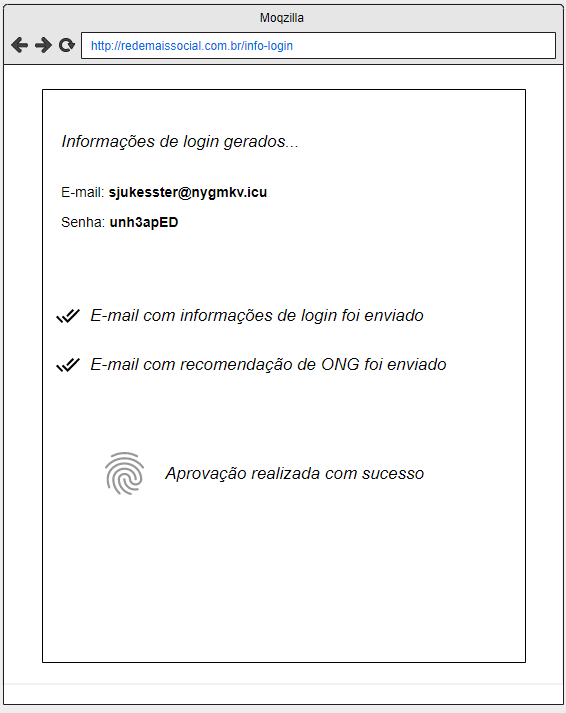 Moqzilla
http://redemaissocial.com.br/info-login
Informações de login gerados...
E-mail: sjukesster@nygmkv.icu
Senha: unh3apED
E-mail com informações de login foi enviado
E-mail com recomendação de ONG foi enviado
Aprovação realizada com sucesso